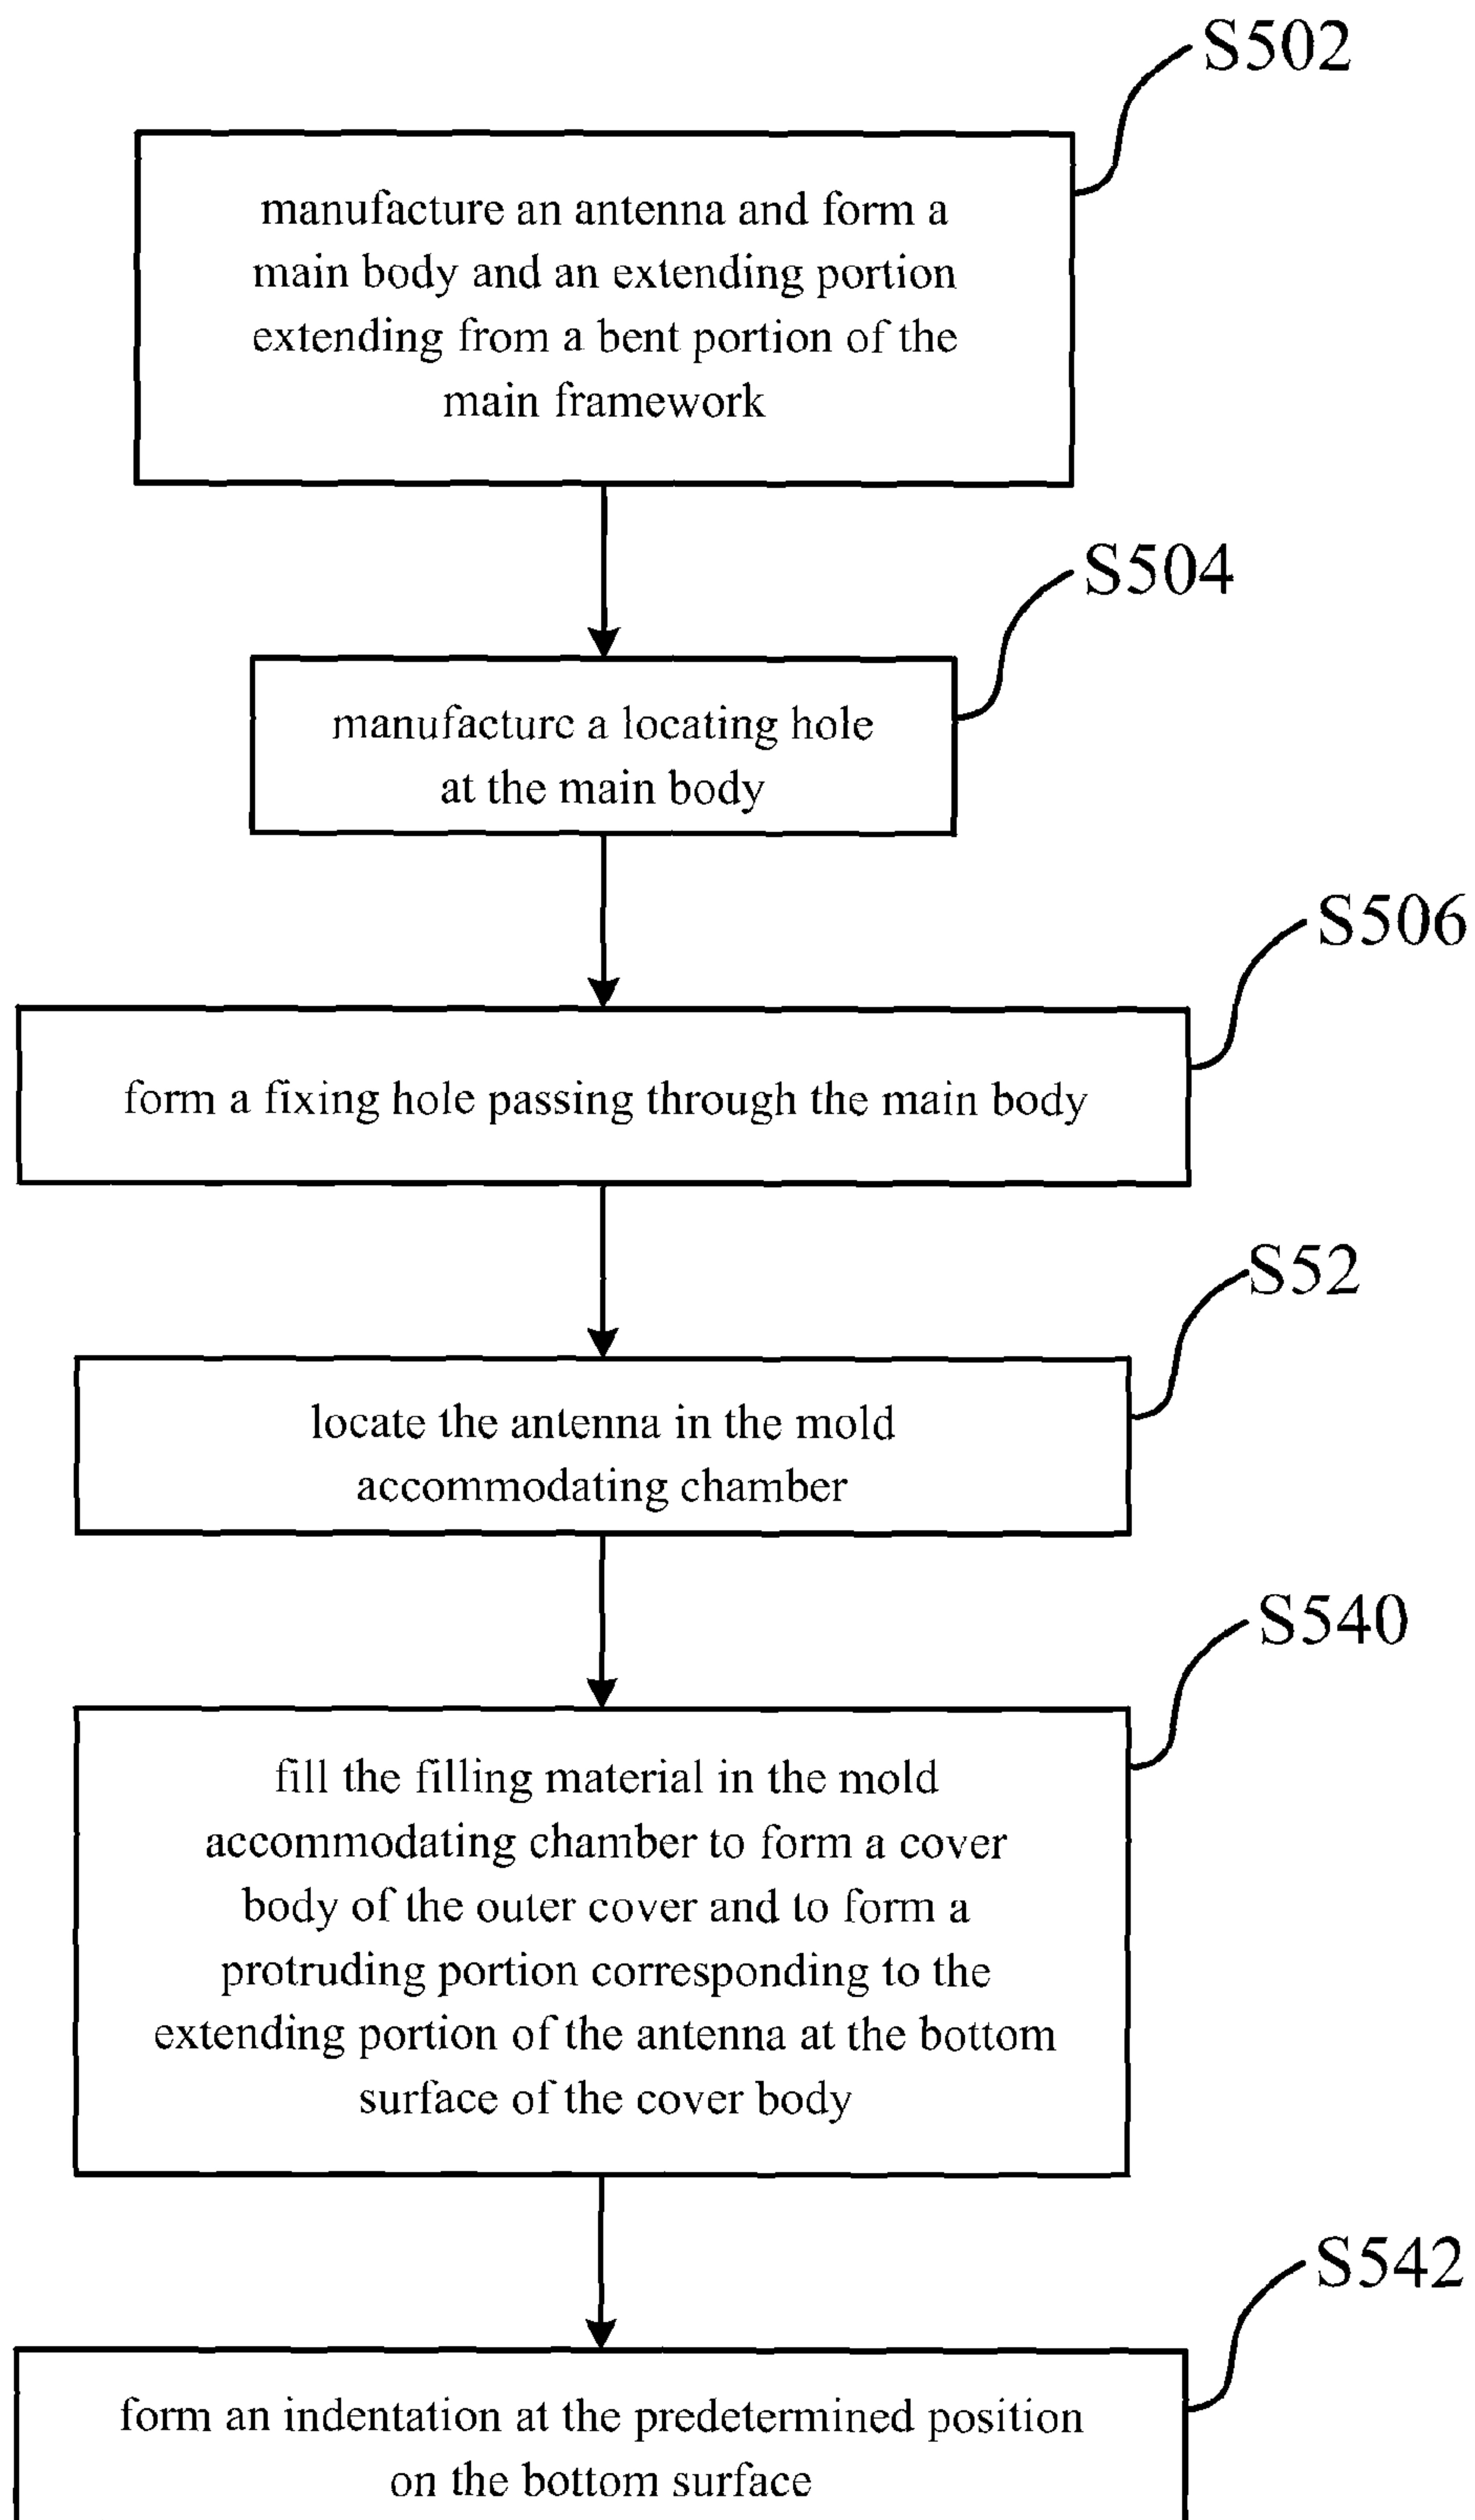 S502
manufacture an antenna and form a
main body and an extending portion
extending from a bent portion of the
main framework
S504
manufacture a locating hole
at the main body
S506
form a fixing hole passing through the main body
S52
locate the antenna in the mold
accommodating chamber
S540
fill the filling material in the mold
accommodating chamber to form a cover
body of the outer cover and to form a
protruding portion corresponding to the
extending portion of the antenna at the bottom
surface of the cover body
S542
form an indentation at the predetermined position
on the bottom surface